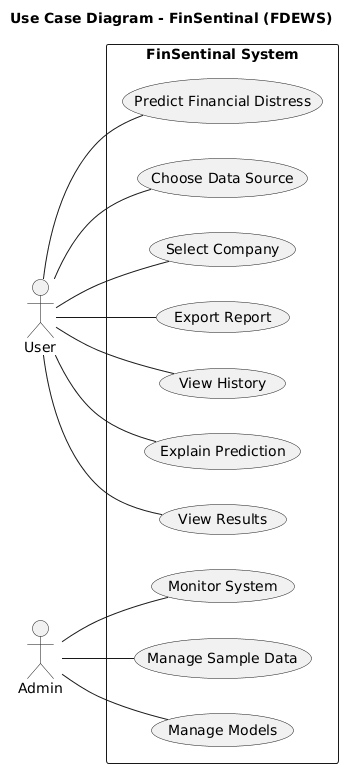 Use Case Diagram - FinSentinal (FDEWS)
FinSentinal System
Predict Financial Distress
Choose Data Source
Select Company
Export Report
User
View History
Explain Prediction
View Results
Monitor System
Manage Sample Data
Admin
Manage Models